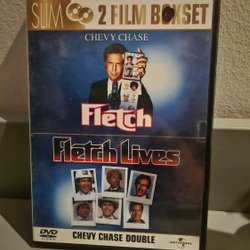 SLIM 2 FILM BOXSET
CHEVY CHASE
Fletch
Fletch Lives
DVD
CHEVY CHASE DOUBLE
UNIVERSAL